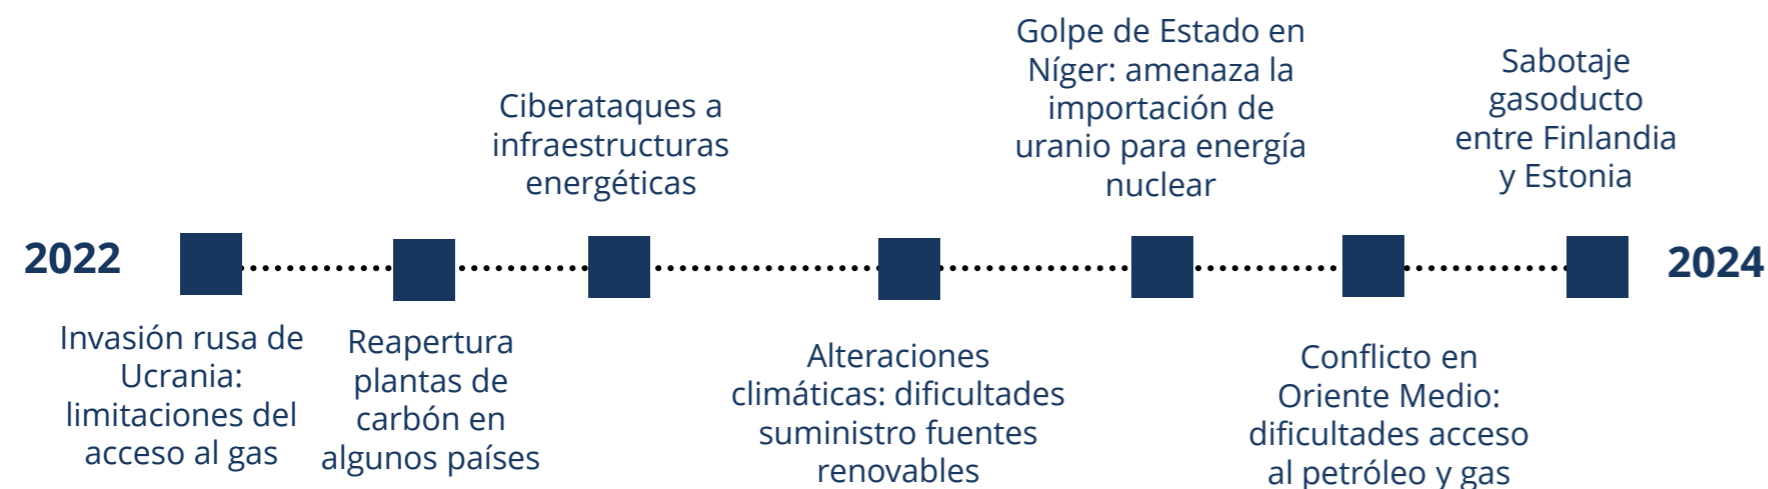 2022
Invasión rusa de
Ucrania:
limitaciones del
acceso al gas
Reapertura
plantas de
carbón en
algunos países
Ciberataques a
infraestructuras
energéticas
Alteraciones
climáticas: dificultades
suministro fuentes
renovables
Golpe de Estado en
Níger: amenaza la
importación de
uranio para energía
nuclear
Conflicto en
Oriente Medio:
dificultades acceso
al petróleo y gas
Sabotaje
gasoducto
entre Finlandia
y Estonia
2024